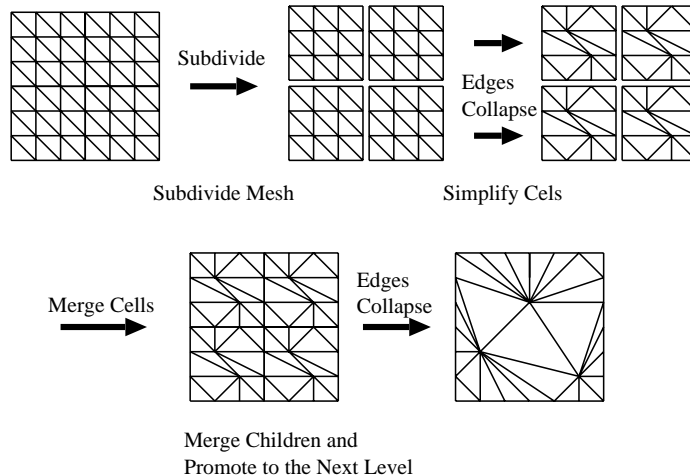 Subdivide
Edges
Collapse
Subdivide Mesh
Simplify Cels
Merge Cells
Edges
Collapse
Merge Children and
Promote to the Next Level